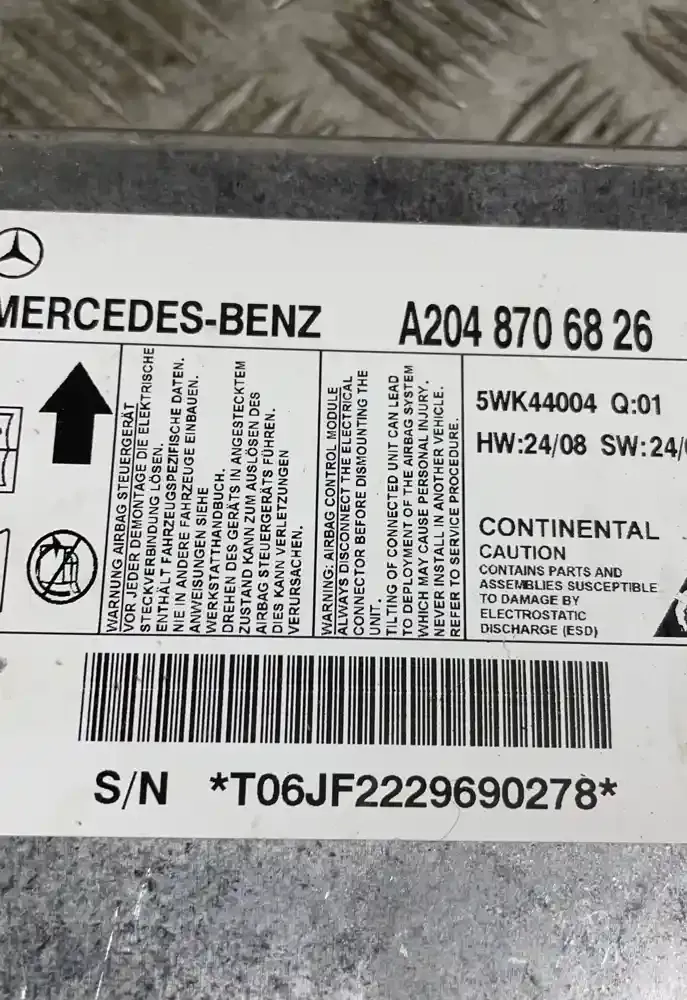 MERCEDES-BENZ
A204 870 68 26
WARNUNG AIRBAG STEUERGERÄT
VOR JEDER DEMONTAGE DIE ELEKTRISCHE
STECKVERBINDUNG LÖSEN.
ENTHÄLT FAHRZEUGSPEZIFISCHE DATEN.
NIE IN ANDERE FAHRZEUGE EINBAUEN.
ANWEISUNGEN SIEHE
WERKSTATTHANDBUCH.
DREHEN DES GERÄTS IN ANGESTECKTEM
ZUSTAND KANN ZUM AUSLÖSEN DES
AIRBAG STEUERGERÄTS FÜHREN.
DIES KANN VERLETZUNGEN
VERURSACHEN.
WARNING: AIRBAG CONTROL MODULE
ALWAYS DISCONNECT THE ELECTRICAL
CONNECTOR BEFORE DISMOUNTING THE
UNIT.
TILTING OF CONNECTED UNIT CAN LEAD
TO DEPLOYMENT OF THE AIRBAG SYSTEM
WHICH MAY CAUSE PERSONAL INJURY.
NEVER INSTALL IN ANOTHER VEHICLE.
REFER TO SERVICE PROCEDURE.
5WK44004 Q:01
HW:24/08 SW:24/
CONTINENTAL
CAUTION
CONTAINS PARTS AND
ASSEMBLIES SUSCEPTIBLE
TO DAMAGE BY
ELECTROSTATIC
DISCHARGE (ESD)
S/N *T06JF2229690278*